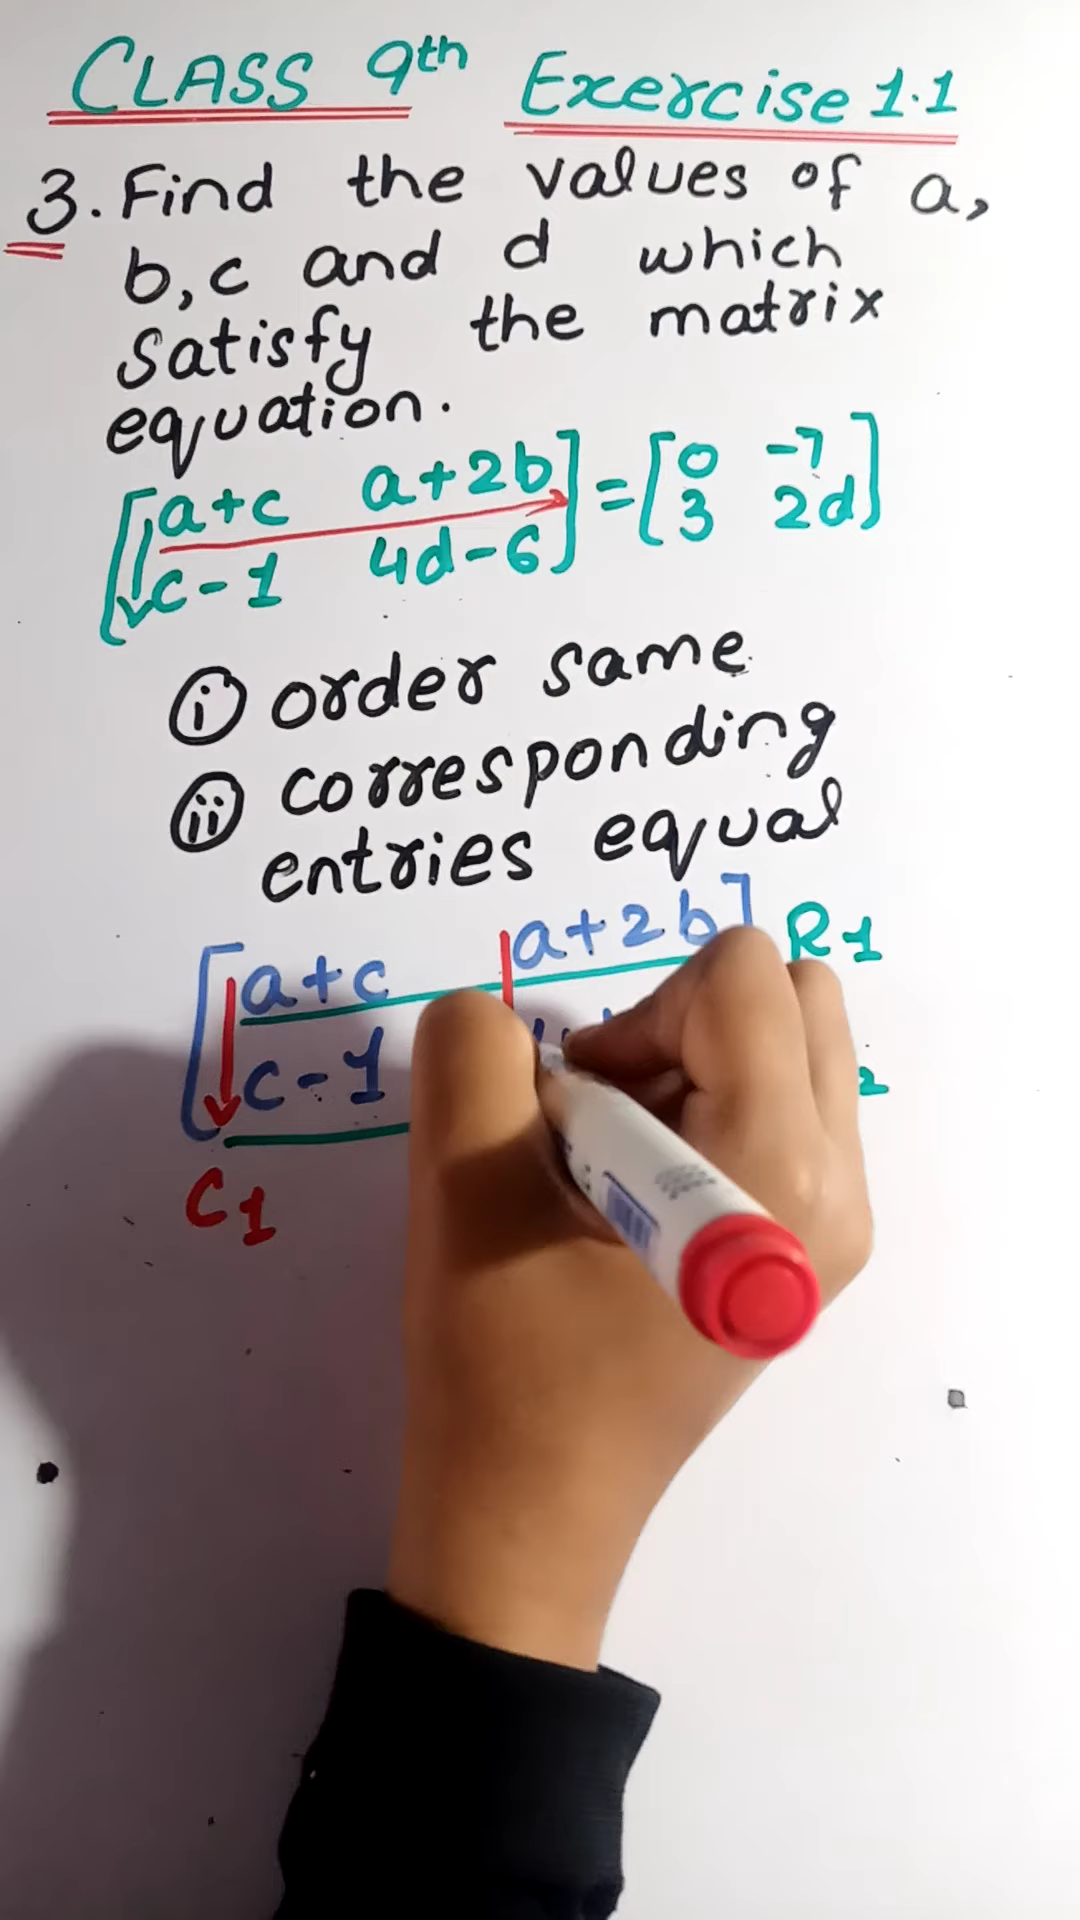 CLASS 9th Exercise 1.1
3. Find the values of a,
b, c and d which
satisfy the matrix
equation.
[a+c a+2b] = [0 -7]
[c-1 4d-6] [3 2d]
(i) order same
(ii) corresponding
entries equal
[a+c a+2b] R1
[c-1
C1